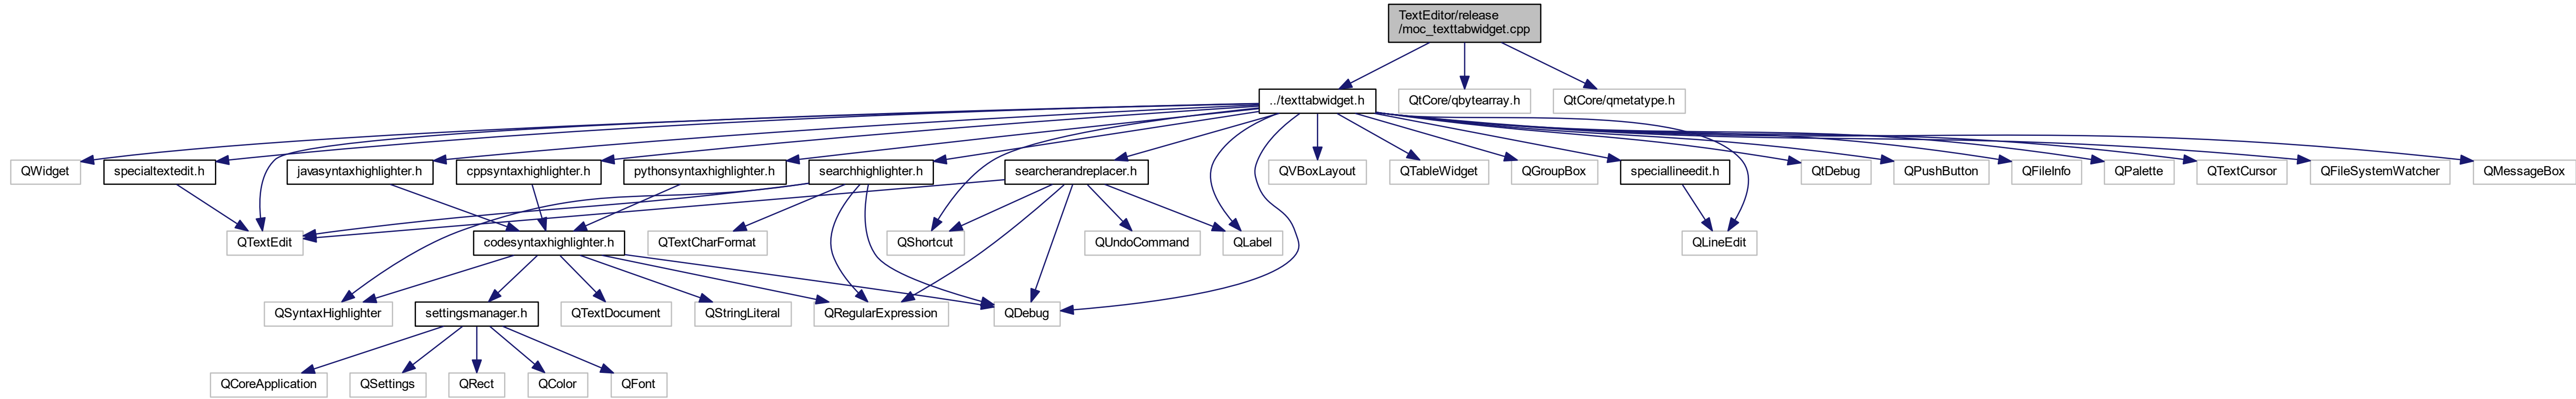 TextEditor/release
/moc_texttabwidget.cpp
../texttabwidget.h
QtCore/qbytearray.h
QtCore/qmetatype.h
QWidget
specialtextedit.h
javasyntaxhighlighter.h
cppsyntaxhighlighter.h
pythonsyntaxhighlighter.h
searchhighlighter.h
searcherandreplacer.h
QVBoxLayout
QTableWidget
QGroupBox
speciallineedit.h
QtDebug
QPushButton
QFileInfo
QPalette
QTextCursor
QFileSystemWatcher
QMessageBox
QTextEdit
codesyntaxhighlighter.h
QTextCharFormat
QShortcut
QUndoCommand
QLabel
QLineEdit
QSyntaxHighlighter
settingsmanager.h
QTextDocument
QStringLiteral
QRegularExpression
QDebug
QCoreApplication
QSettings
QRect
QColor
QFont